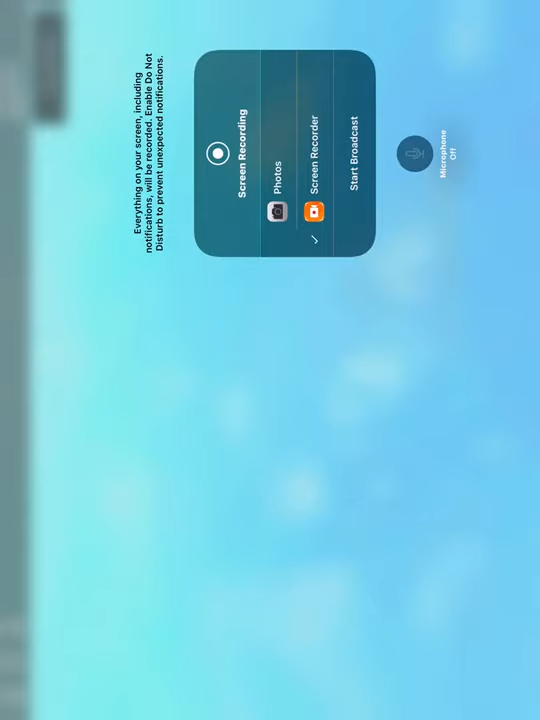 Everything on your screen, including
notifications, will be recorded. Enable Do Not
Disturb to prevent unexpected notifications.
Screen Recording
Photos
Screen Recorder
Start Broadcast
Microphone
Off